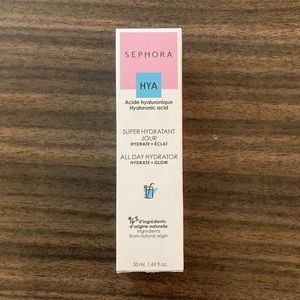 SEPHORA
HYA
Acide hyaluronique
Hyaluronic acid
SUPER HYDRATANT
JOUR
HYDRATE • ÉCLAT
ALL DAY HYDRATOR
HYDRATE • GLOW
96% d'ingrédients
d'origine naturelle
ingredients
from natural origin
50 ml. 1.69 fl. oz.